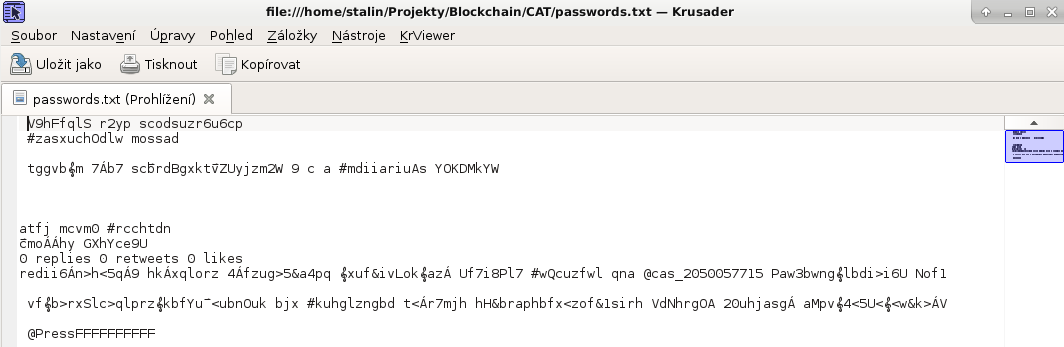 file:///home/stalin/Projekty/Blockchain/CAT/passwords.txt — Krusader
Soubor Nastavení Úpravy Pohled Záložky Nástroje KrViewer
Uložit jako Tisknout Kopírovat
passwords.txt (Prohlížení)
V9hFfqlS r2yp scodsuzr6u6cp
#zasxuchOdlw mossad
tggvb𝄞m 7Áb7 scb̄rdBgxktv̄ZUyjzm2W 9 c a #mdiiariuAs YOKDMkYW
atfj mcvm0 #rcchtdn
c̄moÁÁhy GXhYce9U
0 replies 0 retweets 0 likes
redii6Án>h<5qÁ9 hkÁxqlorz 4Áfzug>5&a4pq 𝄞xuf&ivLok𝄞azÁ Uf7i8Pl7 #wQcuzfwl qna @cas_2050057715 Paw3bwng𝄞lbdi>i6U Nof1
vf𝄞b>rxSlc>qlprz𝄞kbfYu¯<ubnOuk bjx #kuhglzngbd t<Ár7mjh hH&braphbfx<zof&1sirh VdNhrgOA 20uhjasgÁ aMpv𝄞4<5U<𝄞<w&k>ÁV
@PressFFFFFFFFFF